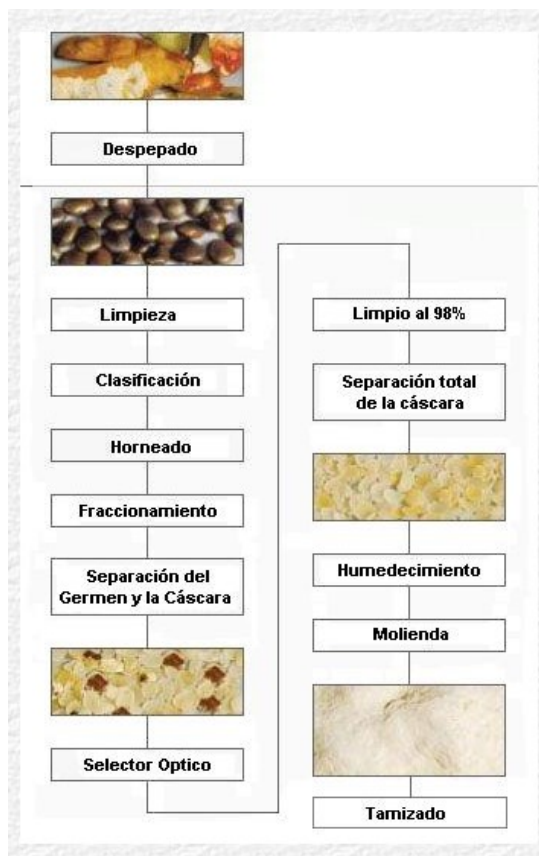 Despepado
Limpieza
Clasificación
Horneado
Fraccionamiento
Separación del
Germen y la Cáscara
Selector Optico
Limpio al 98%
Separación total
de la cáscara
Humedecimiento
Molienda
Tamizado